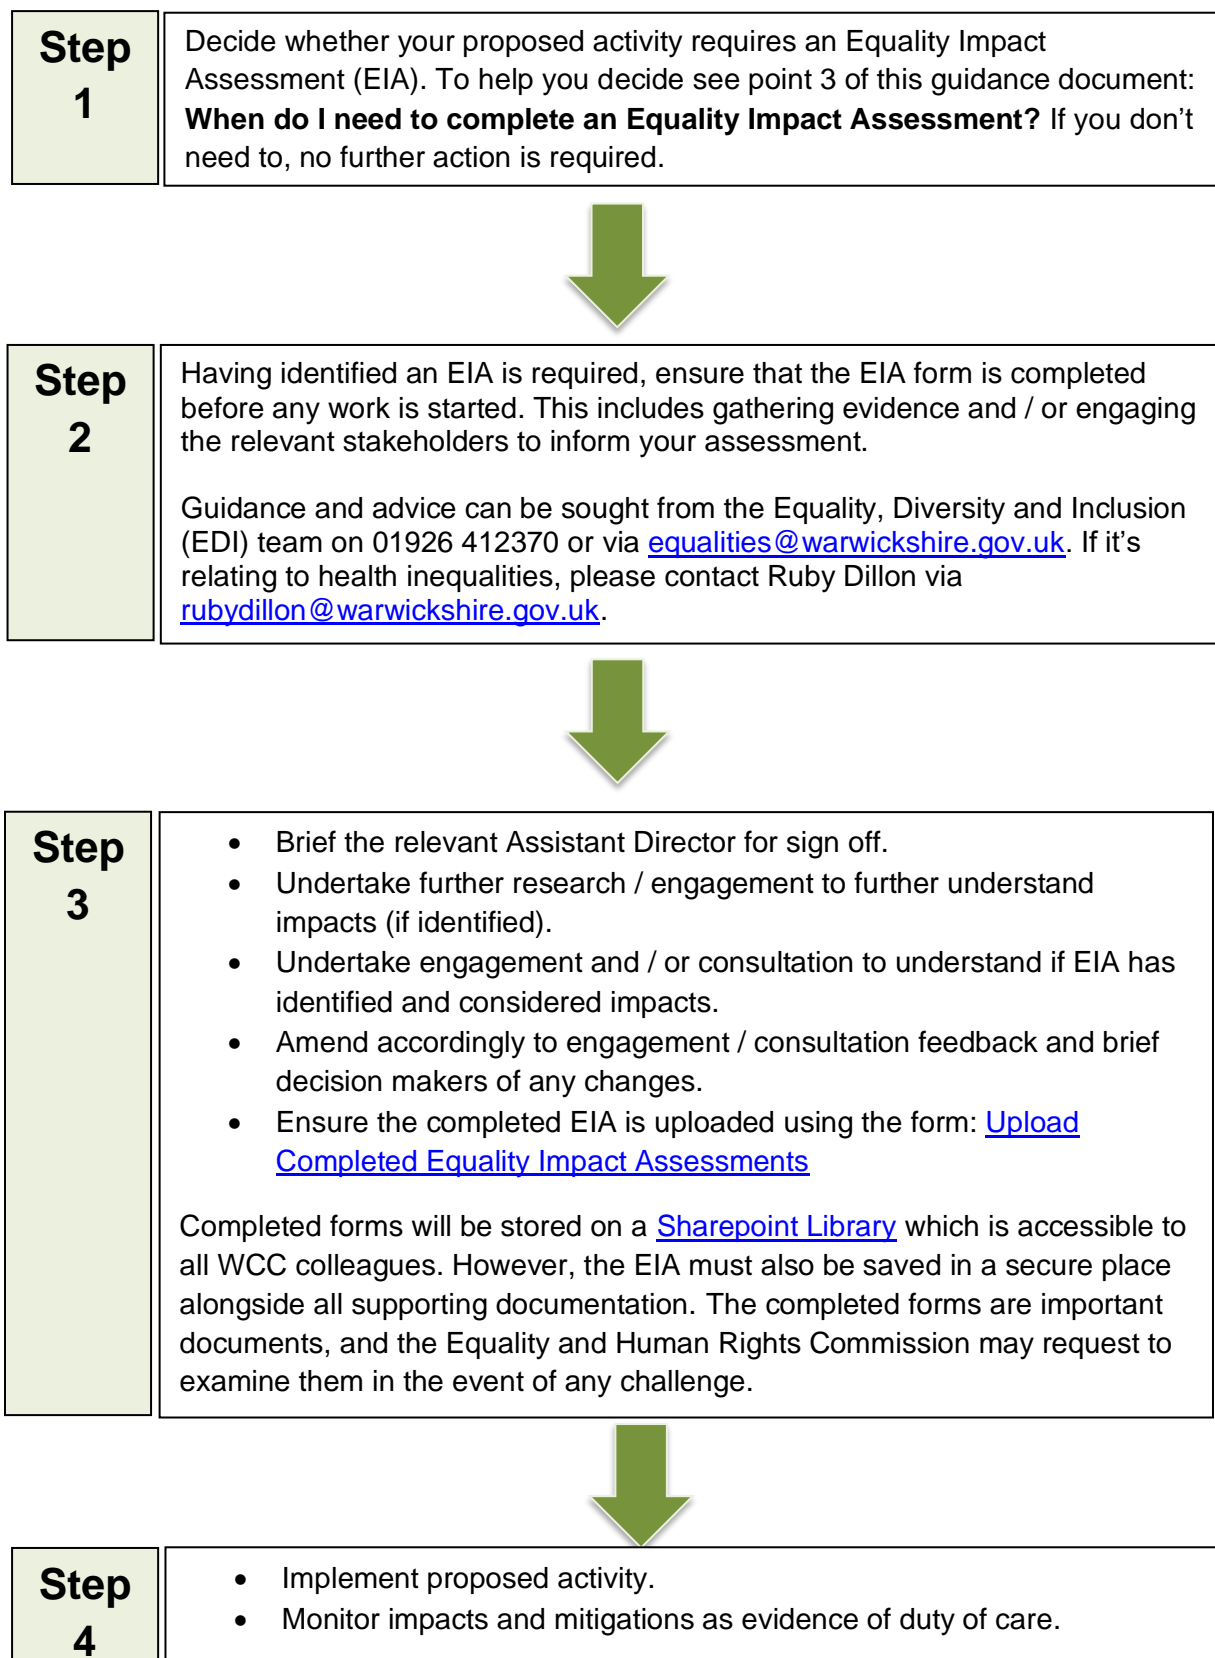 Step
1
Decide whether your proposed activity requires an Equality Impact
Assessment (EIA). To help you decide see point 3 of this guidance document:
When do I need to complete an Equality Impact Assessment? If you don’t
need to, no further action is required.
Step
2
Having identified an EIA is required, ensure that the EIA form is completed
before any work is started. This includes gathering evidence and / or engaging
the relevant stakeholders to inform your assessment.
Guidance and advice can be sought from the Equality, Diversity and Inclusion
(EDI) team on 01926 412370 or via equalities@warwickshire.gov.uk. If it’s
relating to health inequalities, please contact Ruby Dillon via
rubydillon@warwickshire.gov.uk.
Step
3
• Brief the relevant Assistant Director for sign off.
• Undertake further research / engagement to further understand
impacts (if identified).
• Undertake engagement and / or consultation to understand if EIA has
identified and considered impacts.
• Amend accordingly to engagement / consultation feedback and brief
decision makers of any changes.
• Ensure the completed EIA is uploaded using the form: Upload
Completed Equality Impact Assessments
Completed forms will be stored on a Sharepoint Library which is accessible to
all WCC colleagues. However, the EIA must also be saved in a secure place
alongside all supporting documentation. The completed forms are important
documents, and the Equality and Human Rights Commission may request to
examine them in the event of any challenge.
Step
4
• Implement proposed activity.
• Monitor impacts and mitigations as evidence of duty of care.